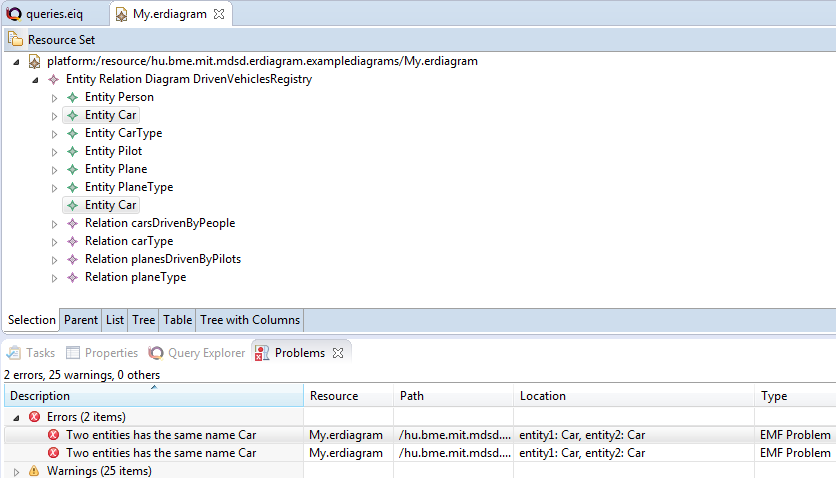 queries.eiq My.erdiagram
Resource Set
platform:/resource/hu.bme.mit.mdsd.erdiagram.examplediagrams/My.erdiagram
Entity Relation Diagram DrivenVehiclesRegistry
Entity Person
Entity Car
Entity CarType
Entity Pilot
Entity Plane
Entity PlaneType
Entity Car
Relation carsDrivenByPeople
Relation carType
Relation planesDrivenByPilots
Relation planeType
Selection Parent List Tree Table Tree with Columns
Tasks Properties Query Explorer Problems
2 errors, 25 warnings, 0 others
Description Resource Path Location Type
Errors (2 items)
Two entities has the same name Car My.erdiagram /hu.bme.mit.mdsd.... entity1: Car, entity2: Car EMF Problem
Two entities has the same name Car My.erdiagram /hu.bme.mit.mdsd.... entity1: Car, entity2: Car EMF Problem
Warnings (25 items)